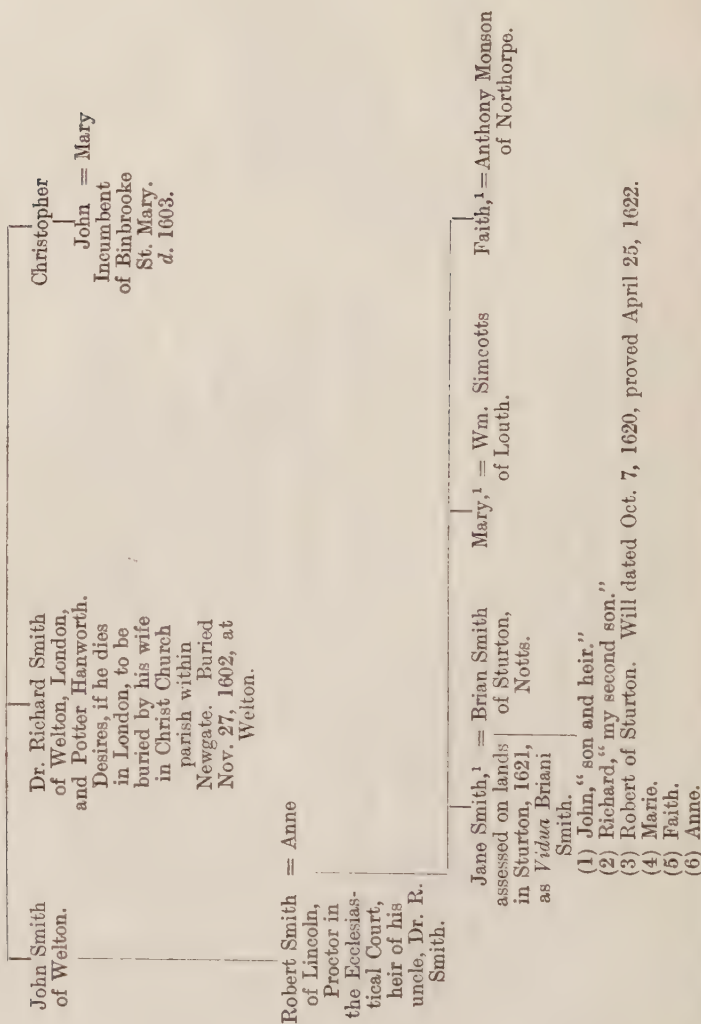 John Smith
of Welton.
Dr. Richard Smith
of Welton, London,
and Potter Hanworth.
Desires, if he dies
in London, to be
buried by his wife
in Christ Church
parish within
Newgate. Buried
Nov. 27, 1602, at
Welton.
Christopher
John = Mary
Incumbent
of Binbrooke
St. Mary.
d. 1603.
Robert Smith = Anne
of Lincoln,
Proctor in
the Ecclesias-
tical Court,
heir of his
uncle, Dr. R.
Smith.
Jane Smith,¹ = Brian Smith
assessed on lands of Sturton,
in Sturton, 1621, Notts.
as Vidua Briani
Smith.
Mary,¹ = Wm. Simcotts
of Louth.
Faith,¹ = Anthony Monson
of Northorpe.
(1) John, “ son and heir.”
(2) Richard, “ my second son.”
(3) Robert of Sturton. Will dated Oct. 7, 1620, proved April 25, 1622.
(4) Marie.
(5) Faith.
(6) Anne.